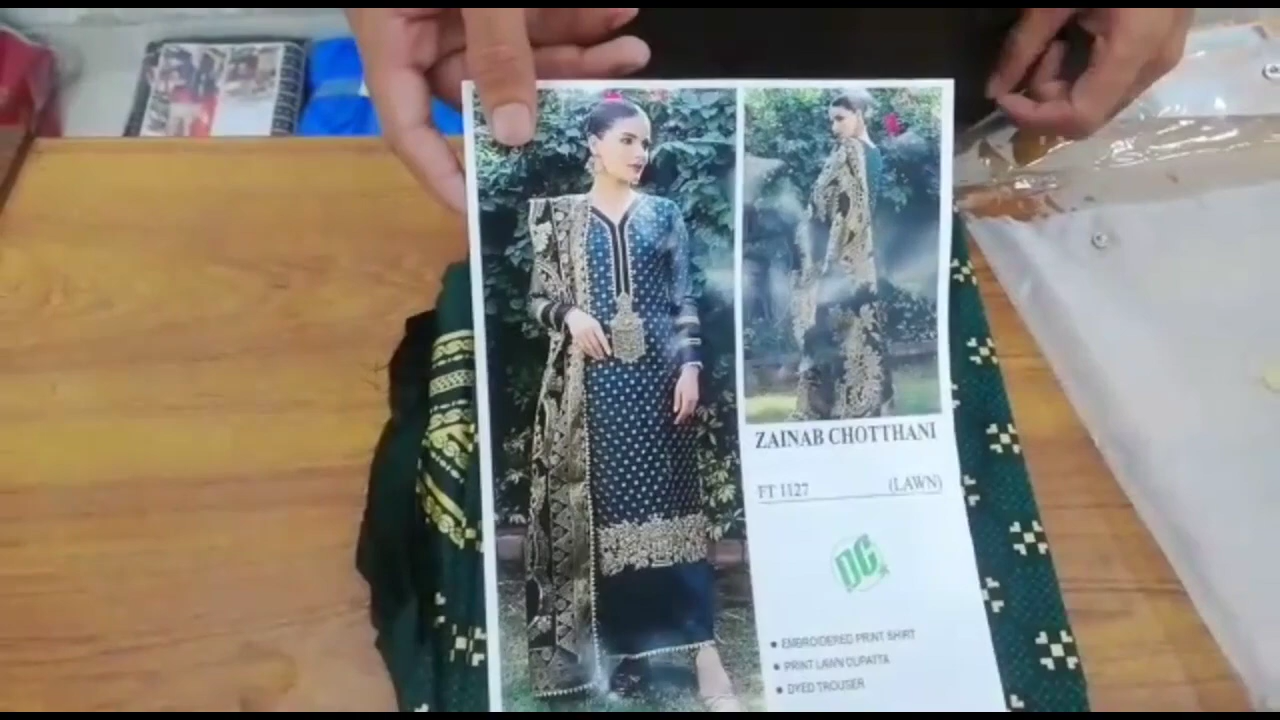 ZAINAB CHOTTHANI
FT 1127 (LAWN)
DC
EMBROIDERED PRINT SHIRT
PRINT LAWN DUPATTA
DYED TROUSER